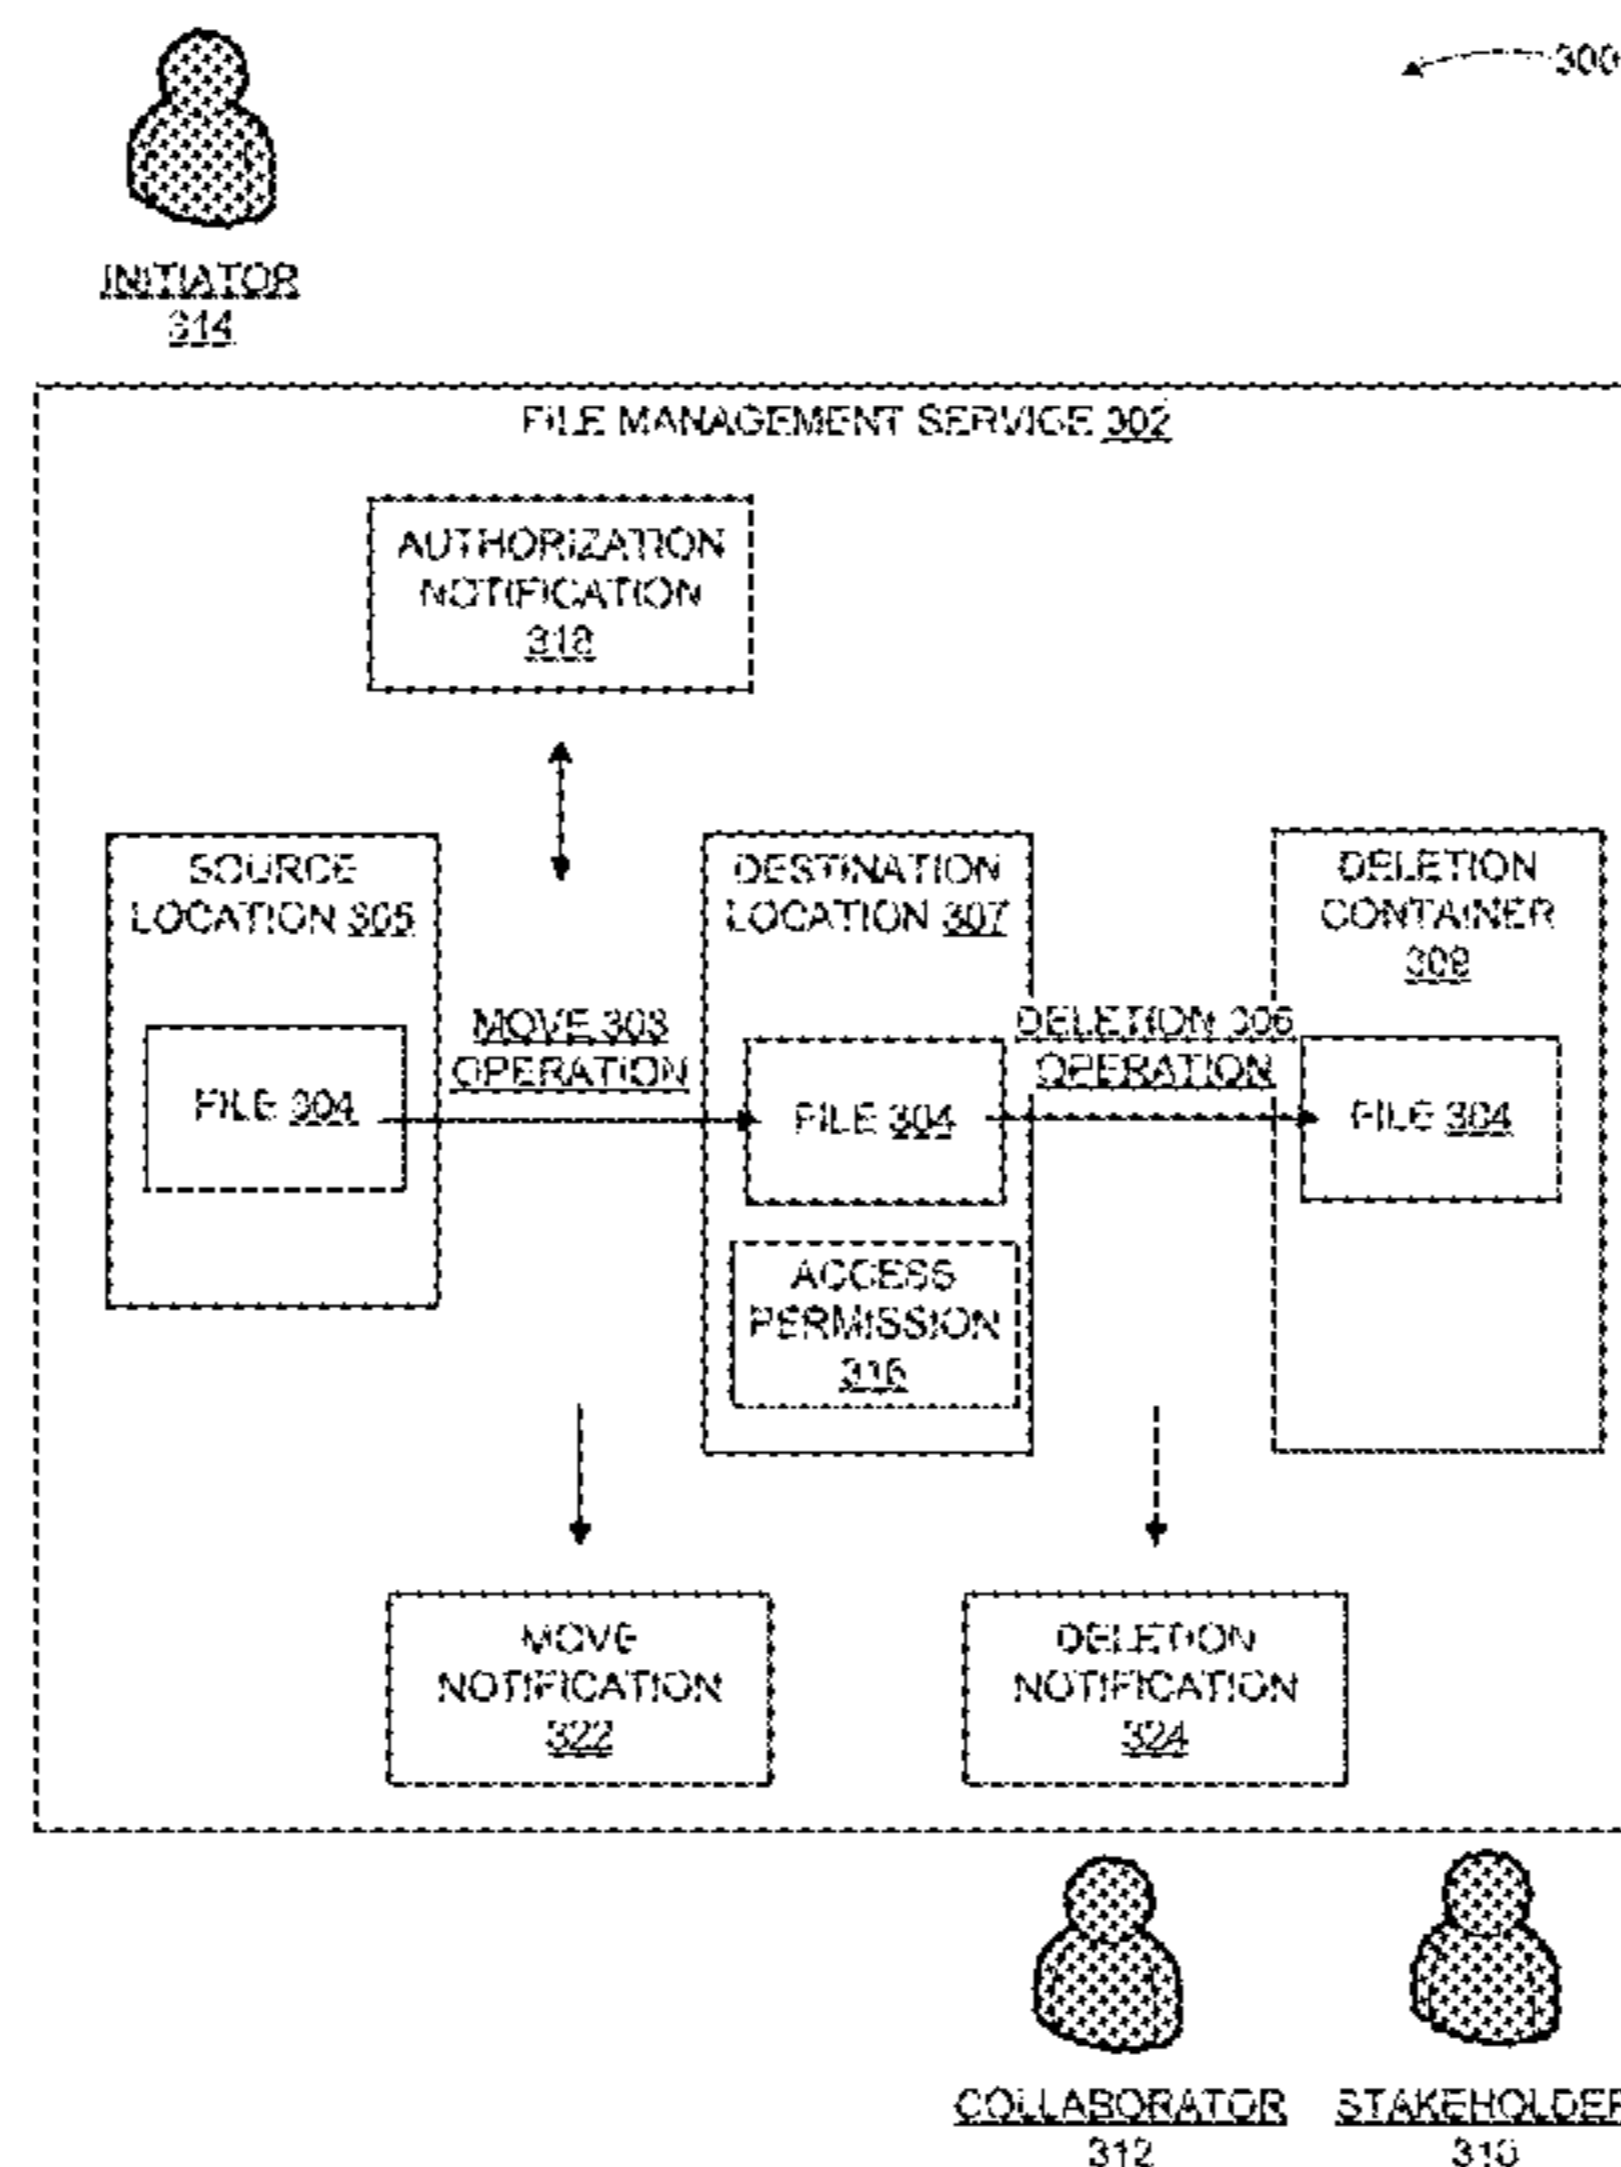 300
INITIATOR
314
FILE MANAGEMENT SERVICE 302
AUTHORIZATION
NOTIFICATION
318
SOURCE
LOCATION 305
DESTINATION
LOCATION 307
DELETION
CONTAINER
309
MOVE 308
OPERATION
DELETION 306
OPERATION
FILE 304
FILE 304
FILE 304
ACCESS
PERMISSION
316
MOVE
NOTIFICATION
322
DELETION
NOTIFICATION
324
COLLABORATOR
312
STAKEHOLDER
310